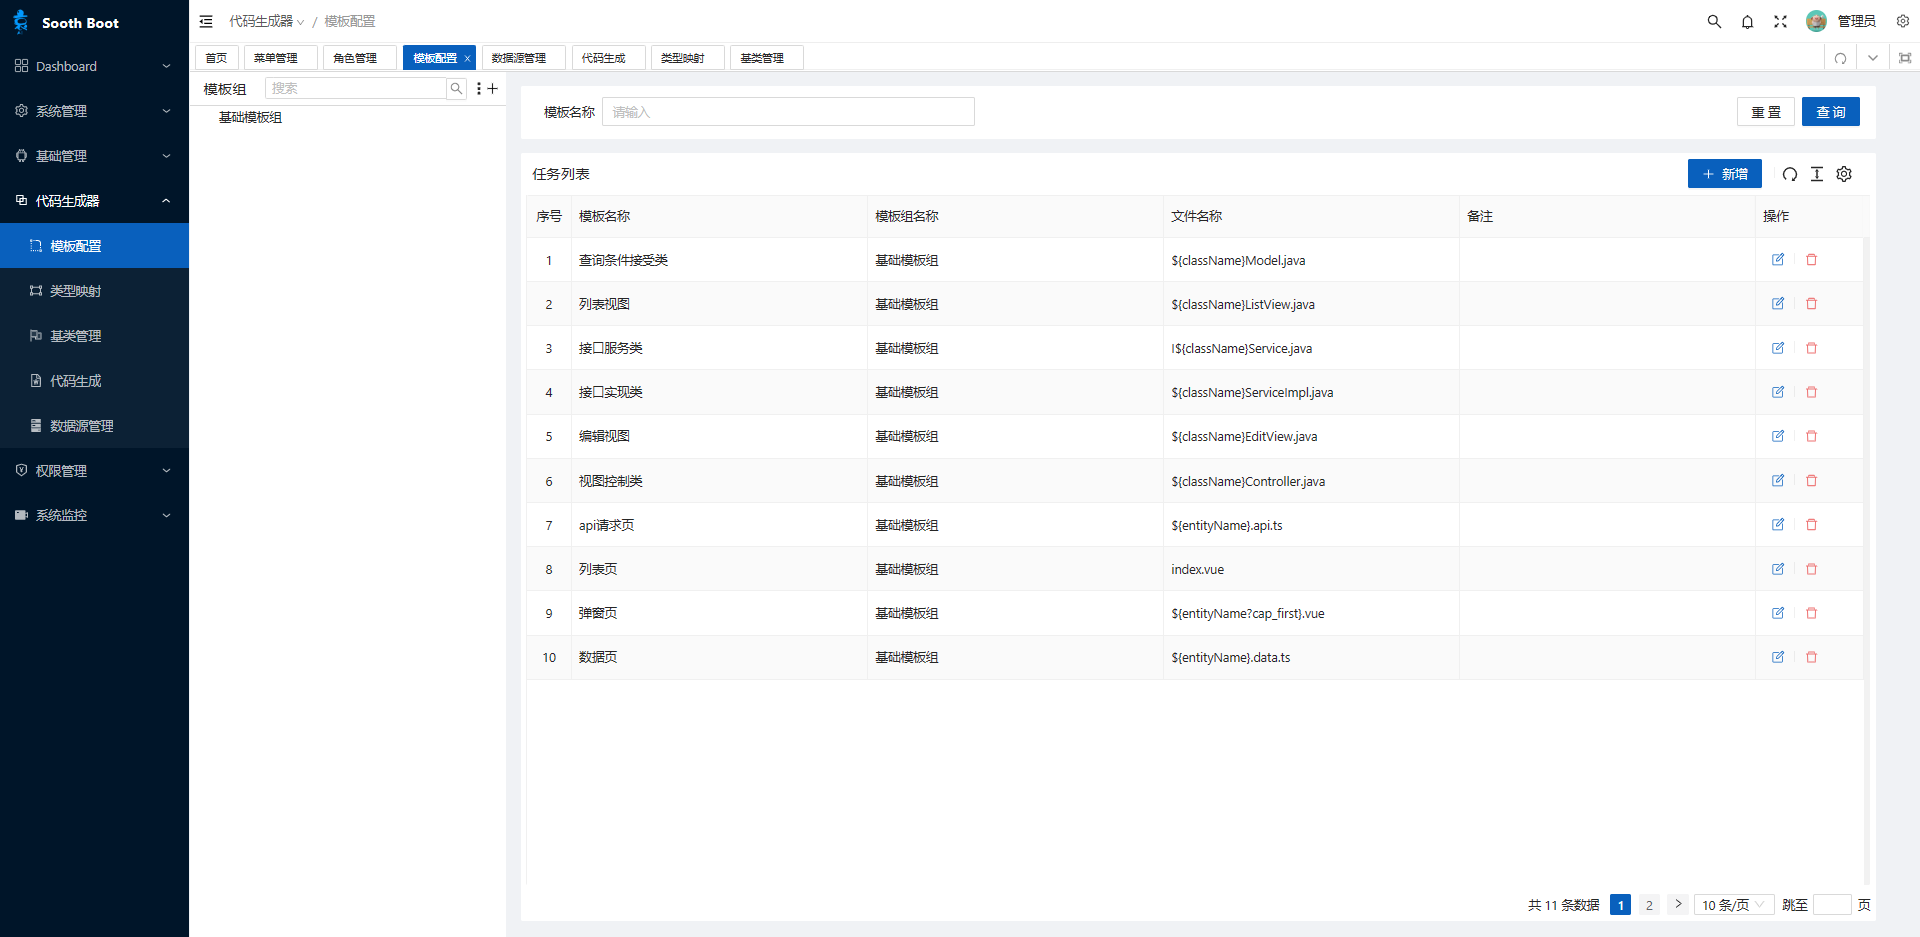 Sooth Boot
Dashboard
系统管理
基础管理
代码生成器
模板配置
类型映射
基类管理
代码生成
数据源管理
权限管理
系统监控
代码生成器 / 模板配置
管理员
首页 菜单管理 角色管理 模板配置 × 数据源管理 代码生成 类型映射 基类管理
模板组 搜索
基础模板组
模板名称 请输入 重 置 查 询
任务列表 新增
序号 模板名称 模板组名称 文件名称 备注 操作
1 查询条件接受类 基础模板组 ${className}Model.java
2 列表视图 基础模板组 ${className}ListView.java
3 接口服务类 基础模板组 I${className}Service.java
4 接口实现类 基础模板组 ${className}ServiceImpl.java
5 编辑视图 基础模板组 ${className}EditView.java
6 视图控制类 基础模板组 ${className}Controller.java
7 api请求页 基础模板组 ${entityName}.api.ts
8 列表页 基础模板组 index.vue
9 弹窗页 基础模板组 ${entityName?cap_first}.vue
10 数据页 基础模板组 ${entityName}.data.ts
共 11 条数据 1 2 > 10 条/页 跳至 页